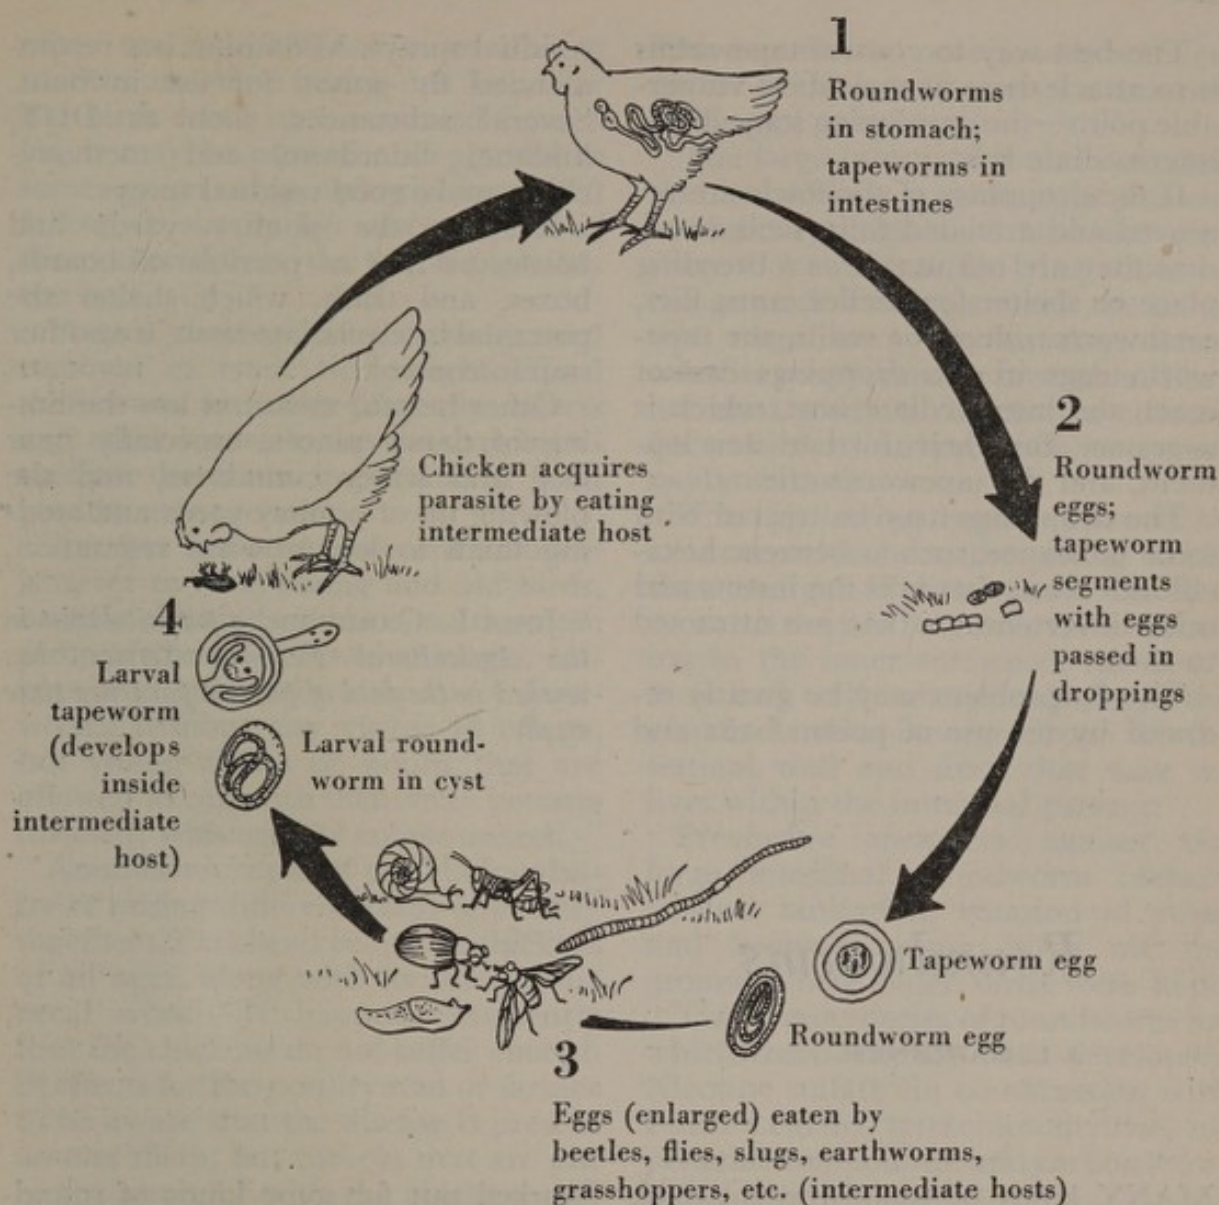 1
Roundworms
in stomach;
tapeworms in
intestines
2
Roundworm
eggs;
tapeworm
segments
with eggs
passed in
droppings
Tapeworm egg
Roundworm egg
3
Eggs (enlarged) eaten by
beetles, flies, slugs, earthworms,
grasshoppers, etc. (intermediate hosts)
4
Larval
tapeworm
(develops
inside
intermediate
host)
Larval round-
worm in cyst
Chicken acquires
parasite by eating
intermediate host